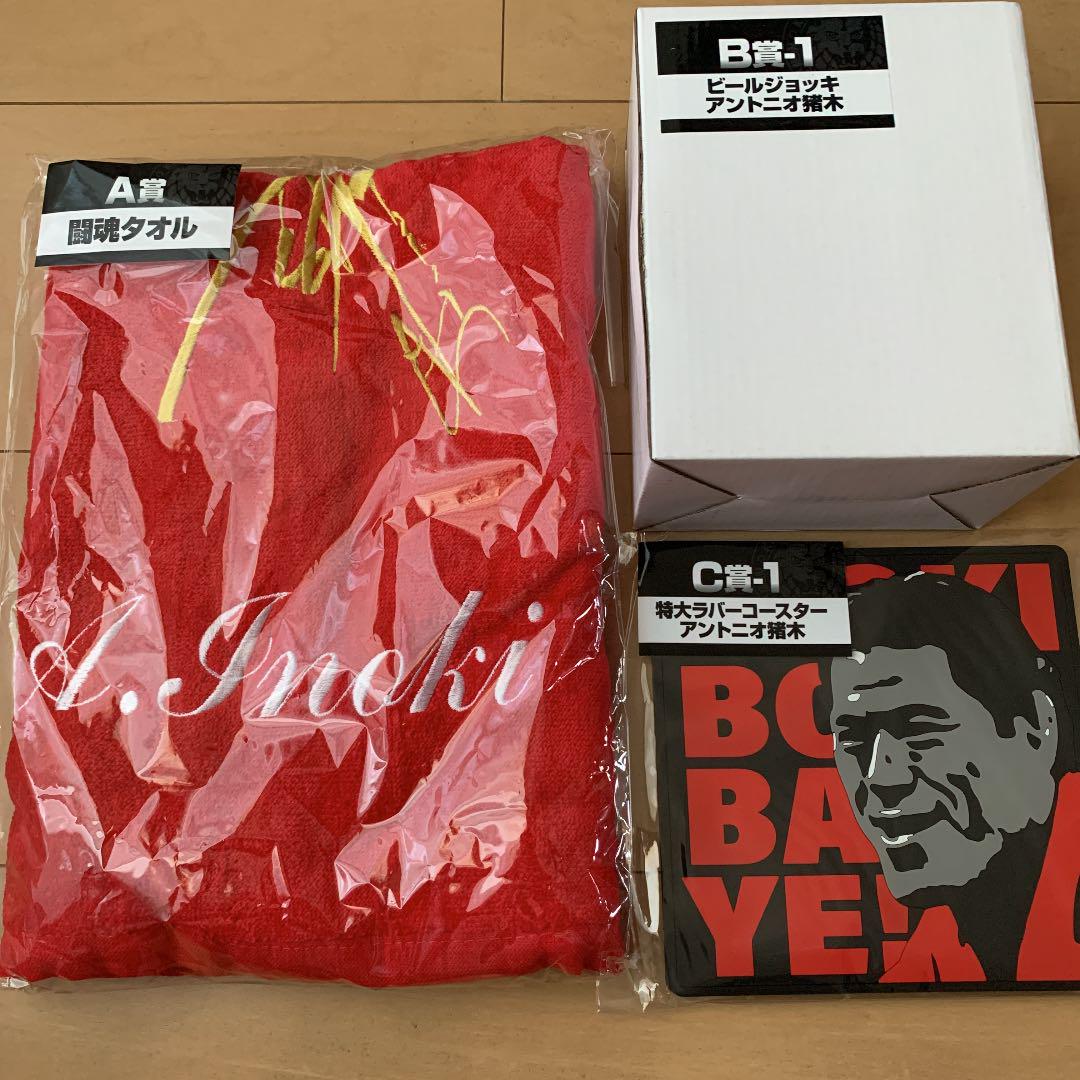 A賞
闘魂タオル
A.Inoki
B賞-1
ビールジョッキ
アントニオ猪木
C賞-1
特大ラバーコースター
アントニオ猪木
BO
BA
YE!